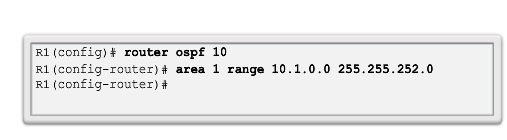 R1(config)# router ospf 10
R1(config-router)# area 1 range 10.1.0.0 255.255.252.0
R1(config-router)#